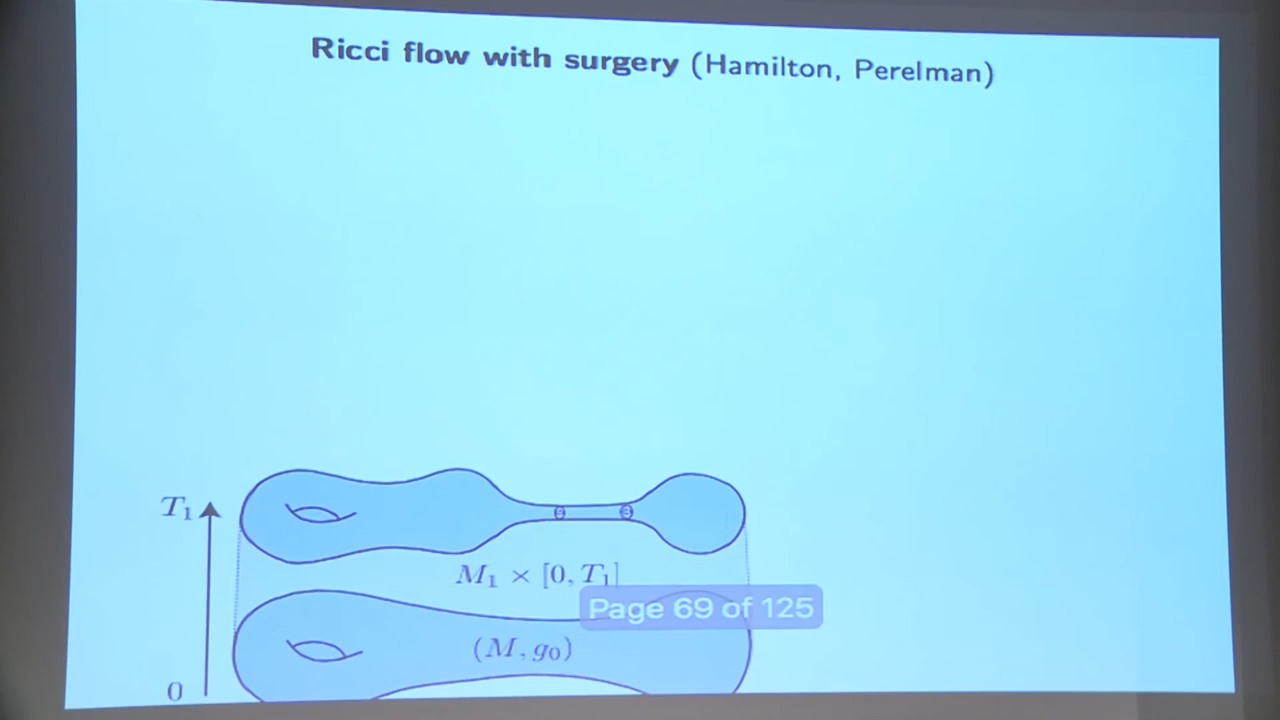 Ricci flow with surgery (Hamilton, Perelman)
T₁
M₁ × [0, T₁]
Page 69 of 125
(M, g₀)
0